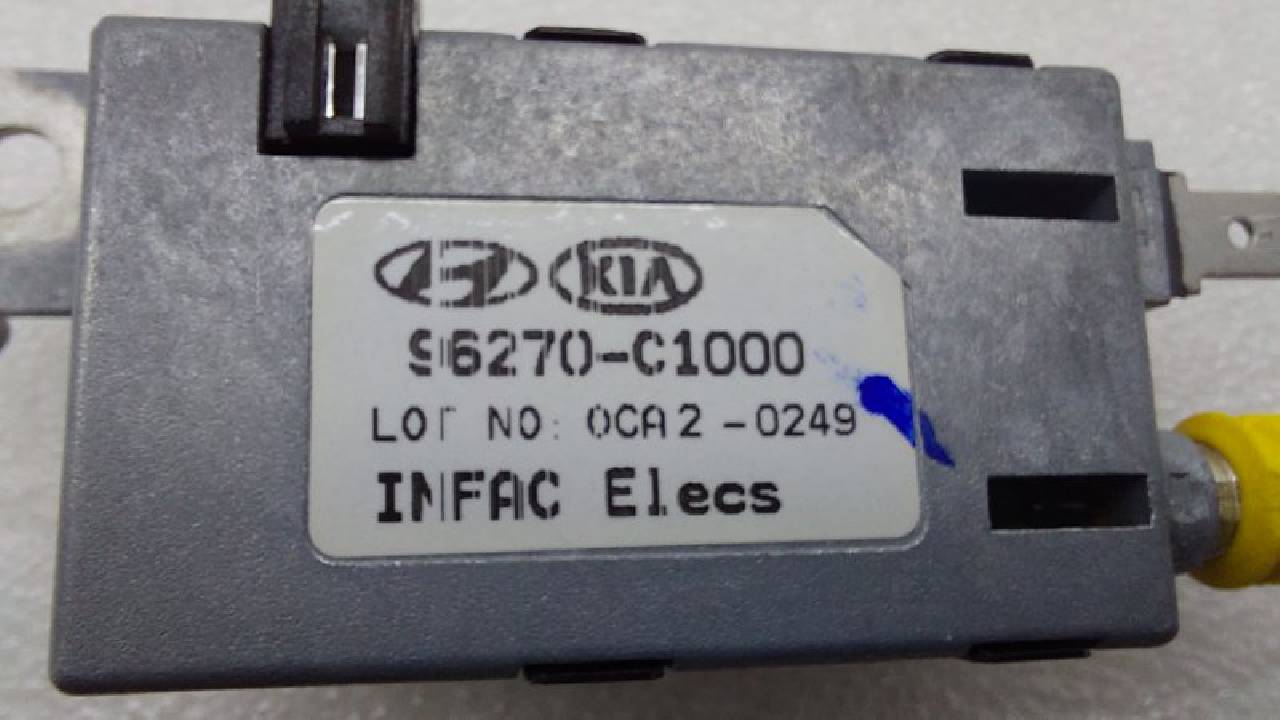 KIA
96270-C1000
LOT NO: 0CA2-0249
INFAC Elecs